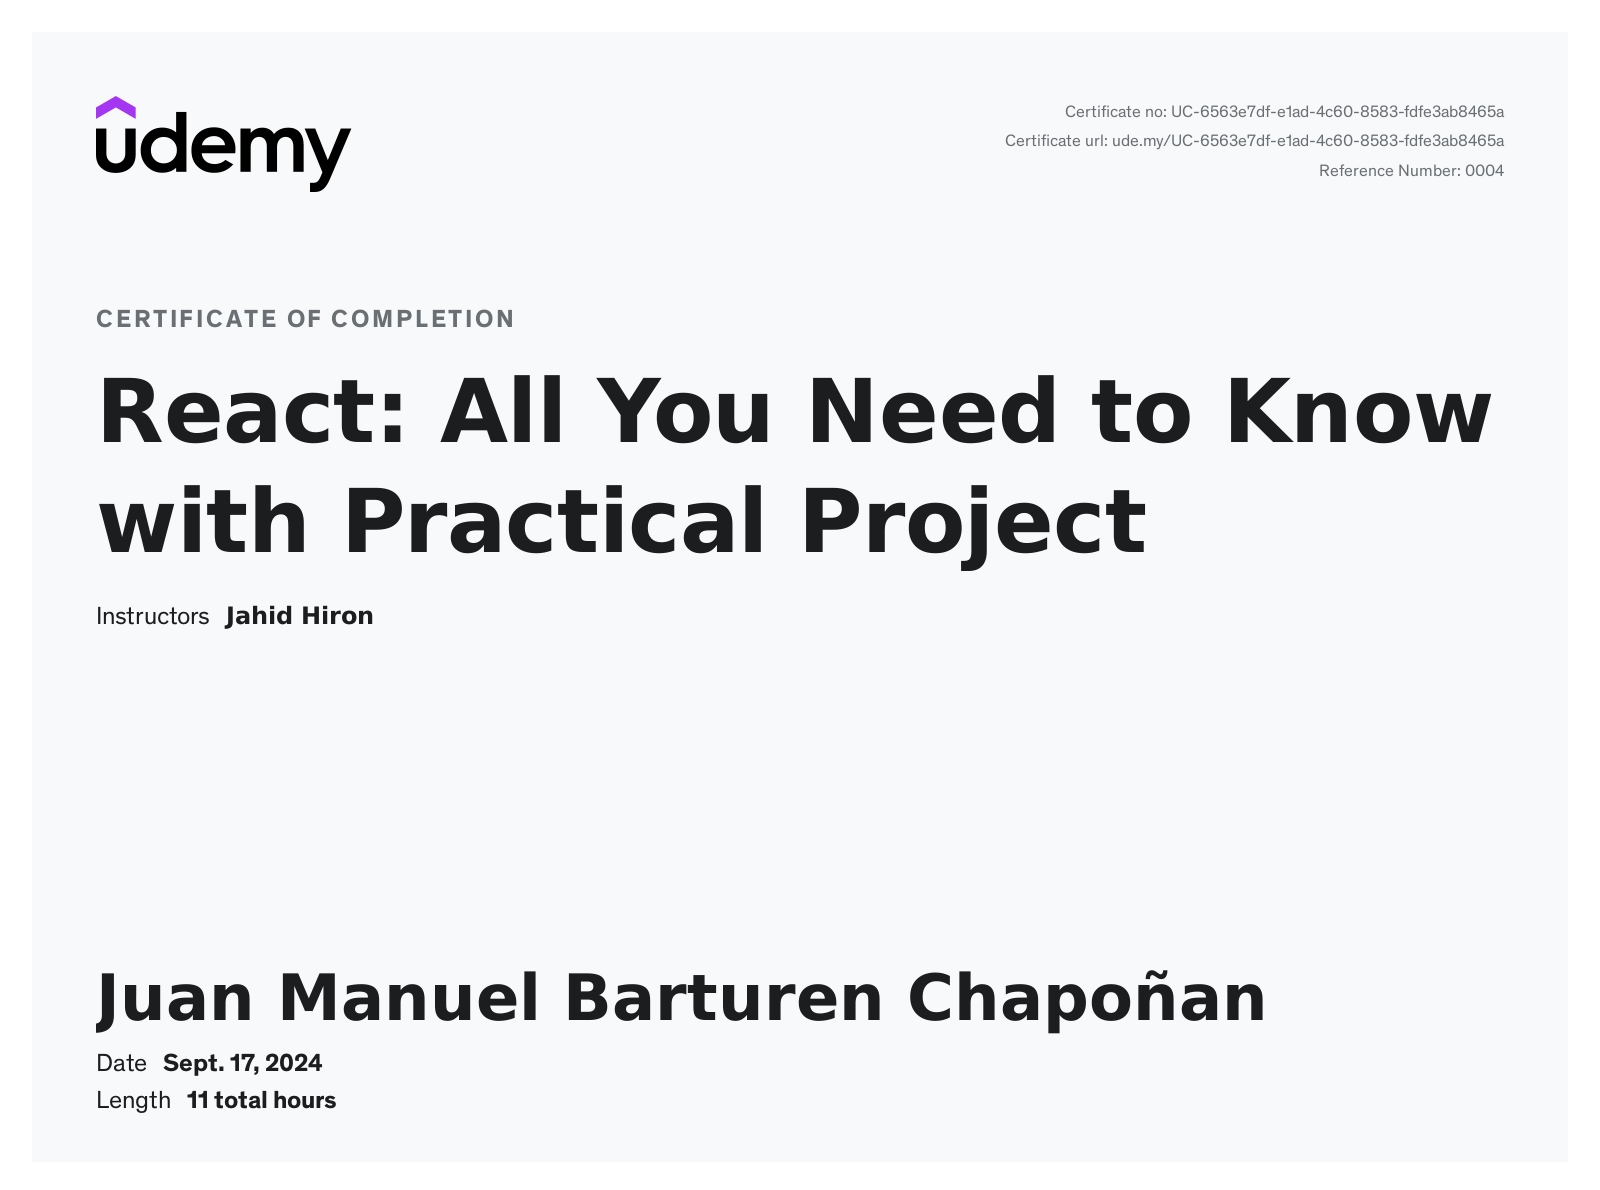 udemy
Certificate no: UC-6563e7df-e1ad-4c60-8583-fdfe3ab8465a
Certificate url: ude.my/UC-6563e7df-e1ad-4c60-8583-fdfe3ab8465a
Reference Number: 0004
CERTIFICATE OF COMPLETION
React: All You Need to Know
with Practical Project
Instructors Jahid Hiron
Juan Manuel Barturen Chapoñan
Date Sept. 17, 2024
Length 11 total hours